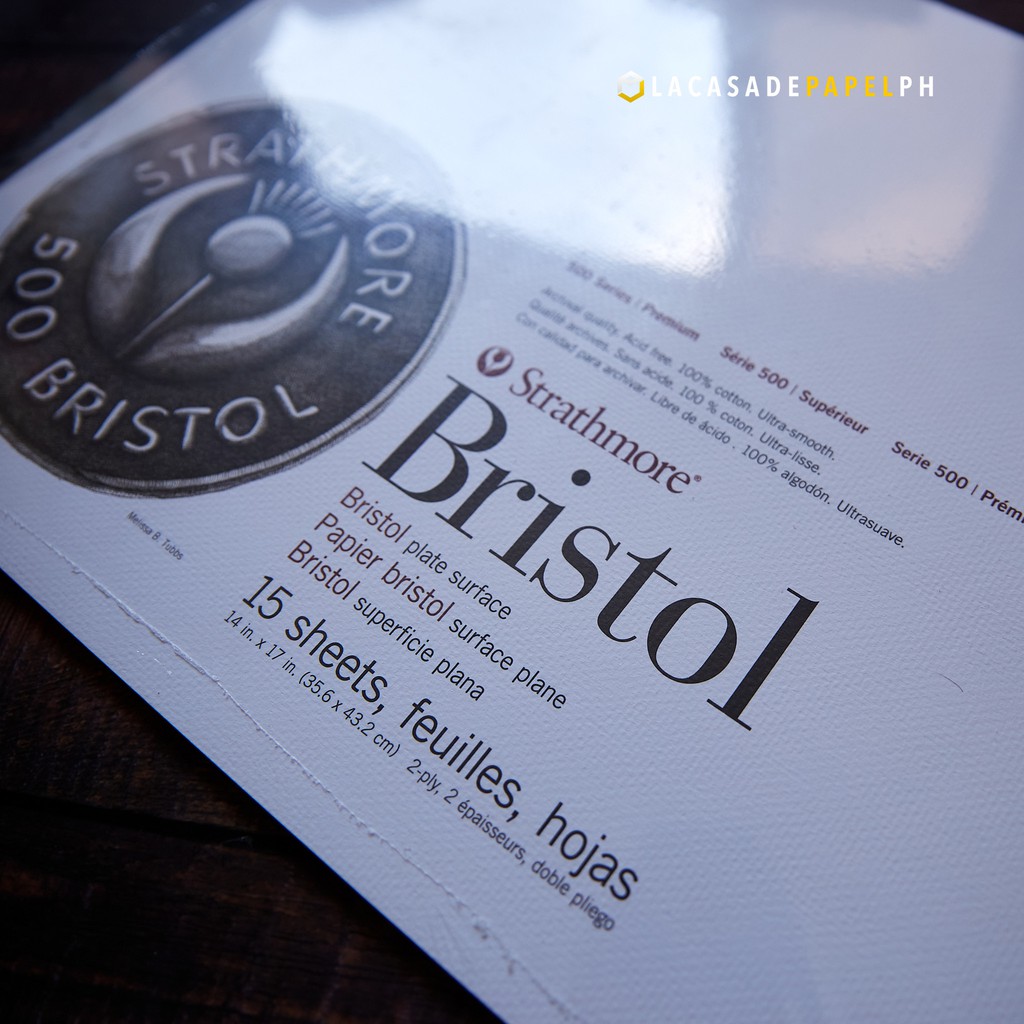 LACASADEPAPELPH
STRATHMORE
500 BRISTOL
500 Series | Premium Série 500 | Supérieur Serie 500 | Prém
Archival quality. Acid free. 100% cotton. Ultra-smooth.
Qualité archives. Sans acide. 100 % coton. Ultra-lisse.
Con calidad para archivar. Libre de ácido . 100% algodón. Ultrasuave.
Strathmore®
Bristol
Bristol plate surface
Papier bristol surface plane
Bristol superficie plana
15 sheets, feuilles, hojas
14 in. x 17 in. (35.6 x 43.2 cm) 2-ply, 2 épaisseurs, doble pliego
Melissa B. Tubbs